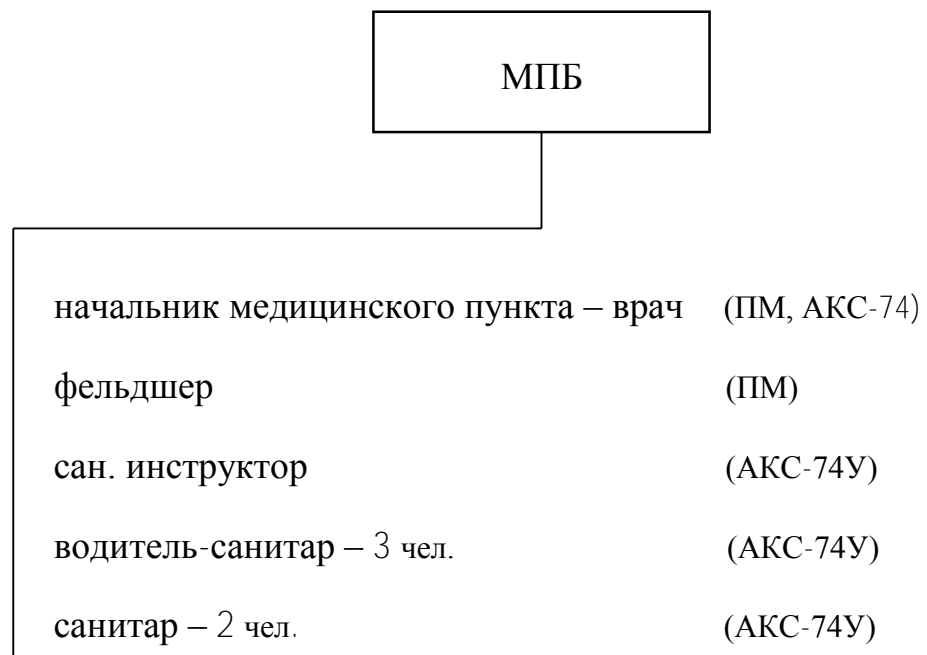 МПБ
начальник медицинского пункта – врач (ПМ, АКС-74)
фельдшер (ПМ)
сан. инструктор (АКС-74У)
водитель-санитар – 3 чел. (АКС-74У)
санитар – 2 чел. (АКС-74У)